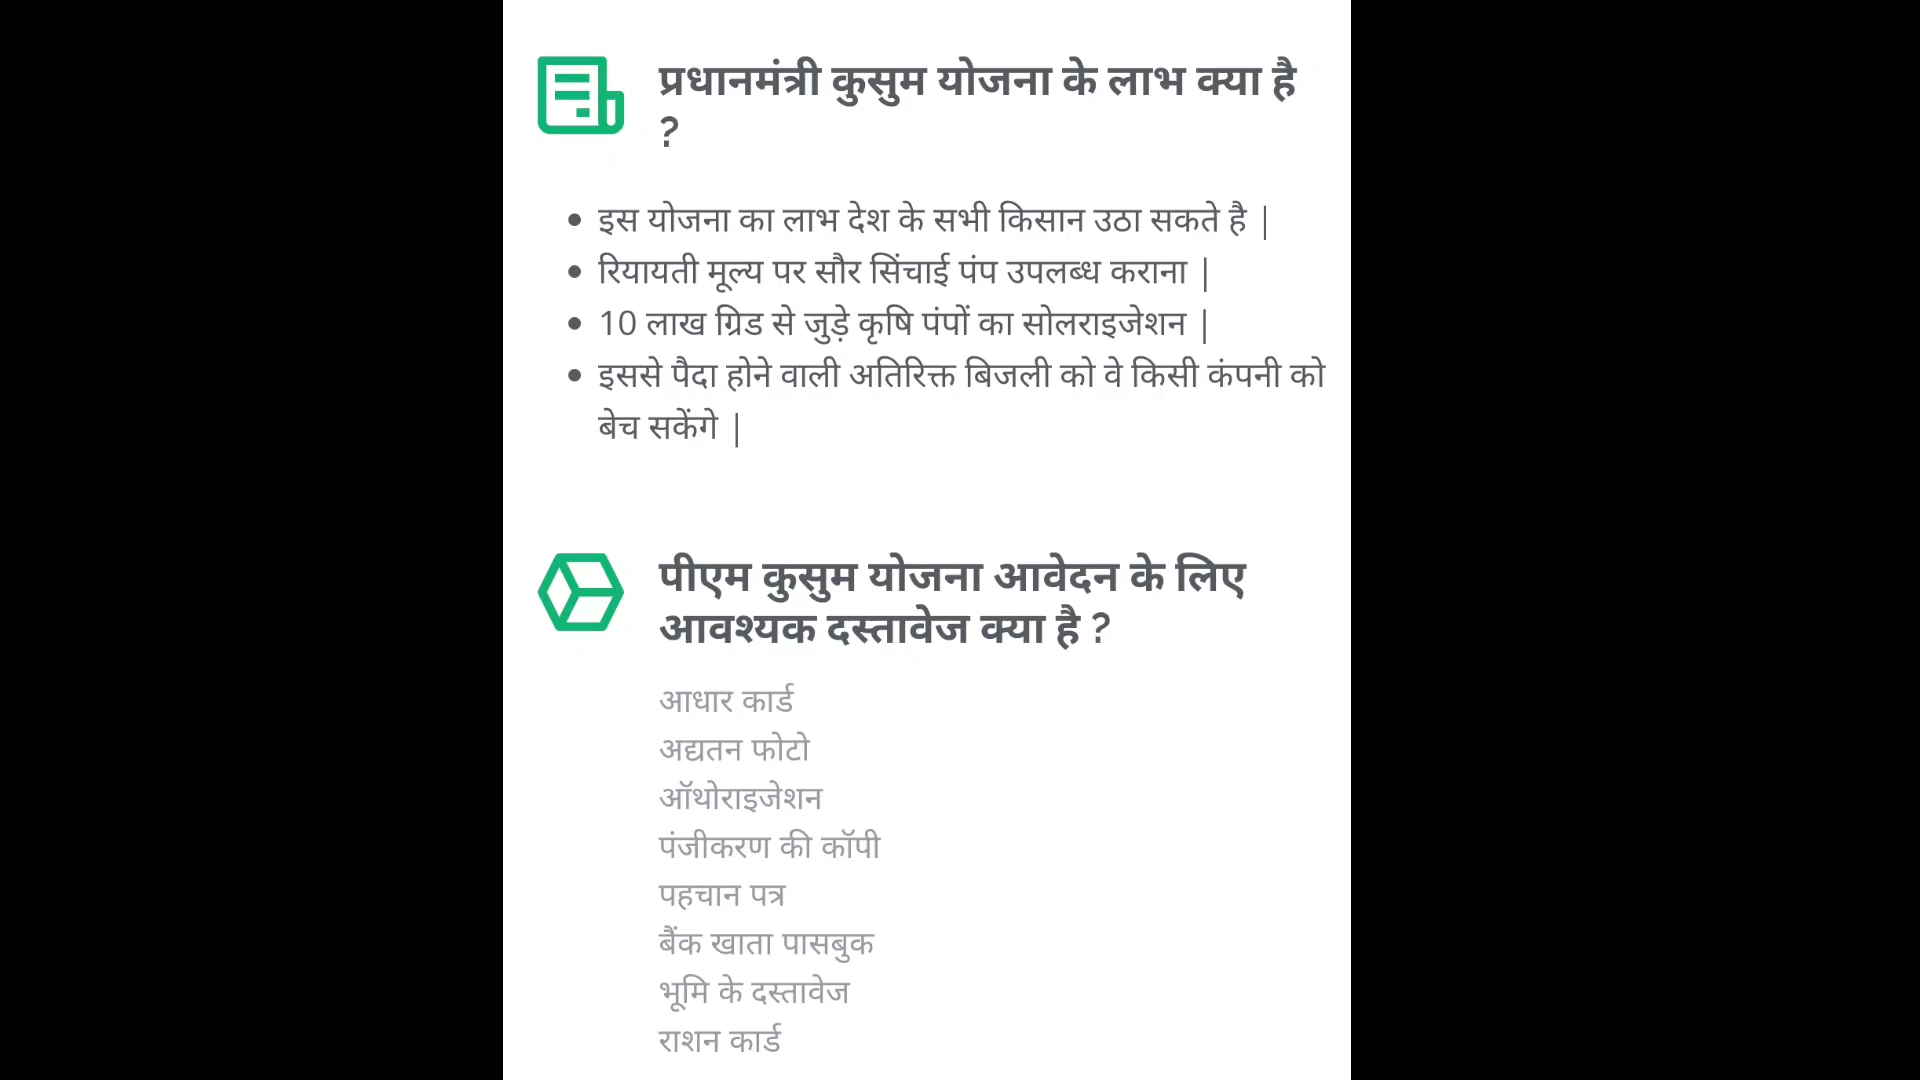 प्रधानमंत्री कुसुम योजना के लाभ क्या है
?
• इस योजना का लाभ देश के सभी किसान उठा सकते है |
• रियायती मूल्य पर सौर सिंचाई पंप उपलब्ध कराना |
• 10 लाख ग्रिड से जुड़े कृषि पंपों का सोलराइजेशन |
• इससे पैदा होने वाली अतिरिक्त बिजली को वे किसी कंपनी को
बेच सकेंगे |
पीएम कुसुम योजना आवेदन के लिए
आवश्यक दस्तावेज क्या है ?
आधार कार्ड
अद्यतन फोटो
ऑथोराइजेशन
पंजीकरण की कॉपी
पहचान पत्र
बैंक खाता पासबुक
भूमि के दस्तावेज
राशन कार्ड